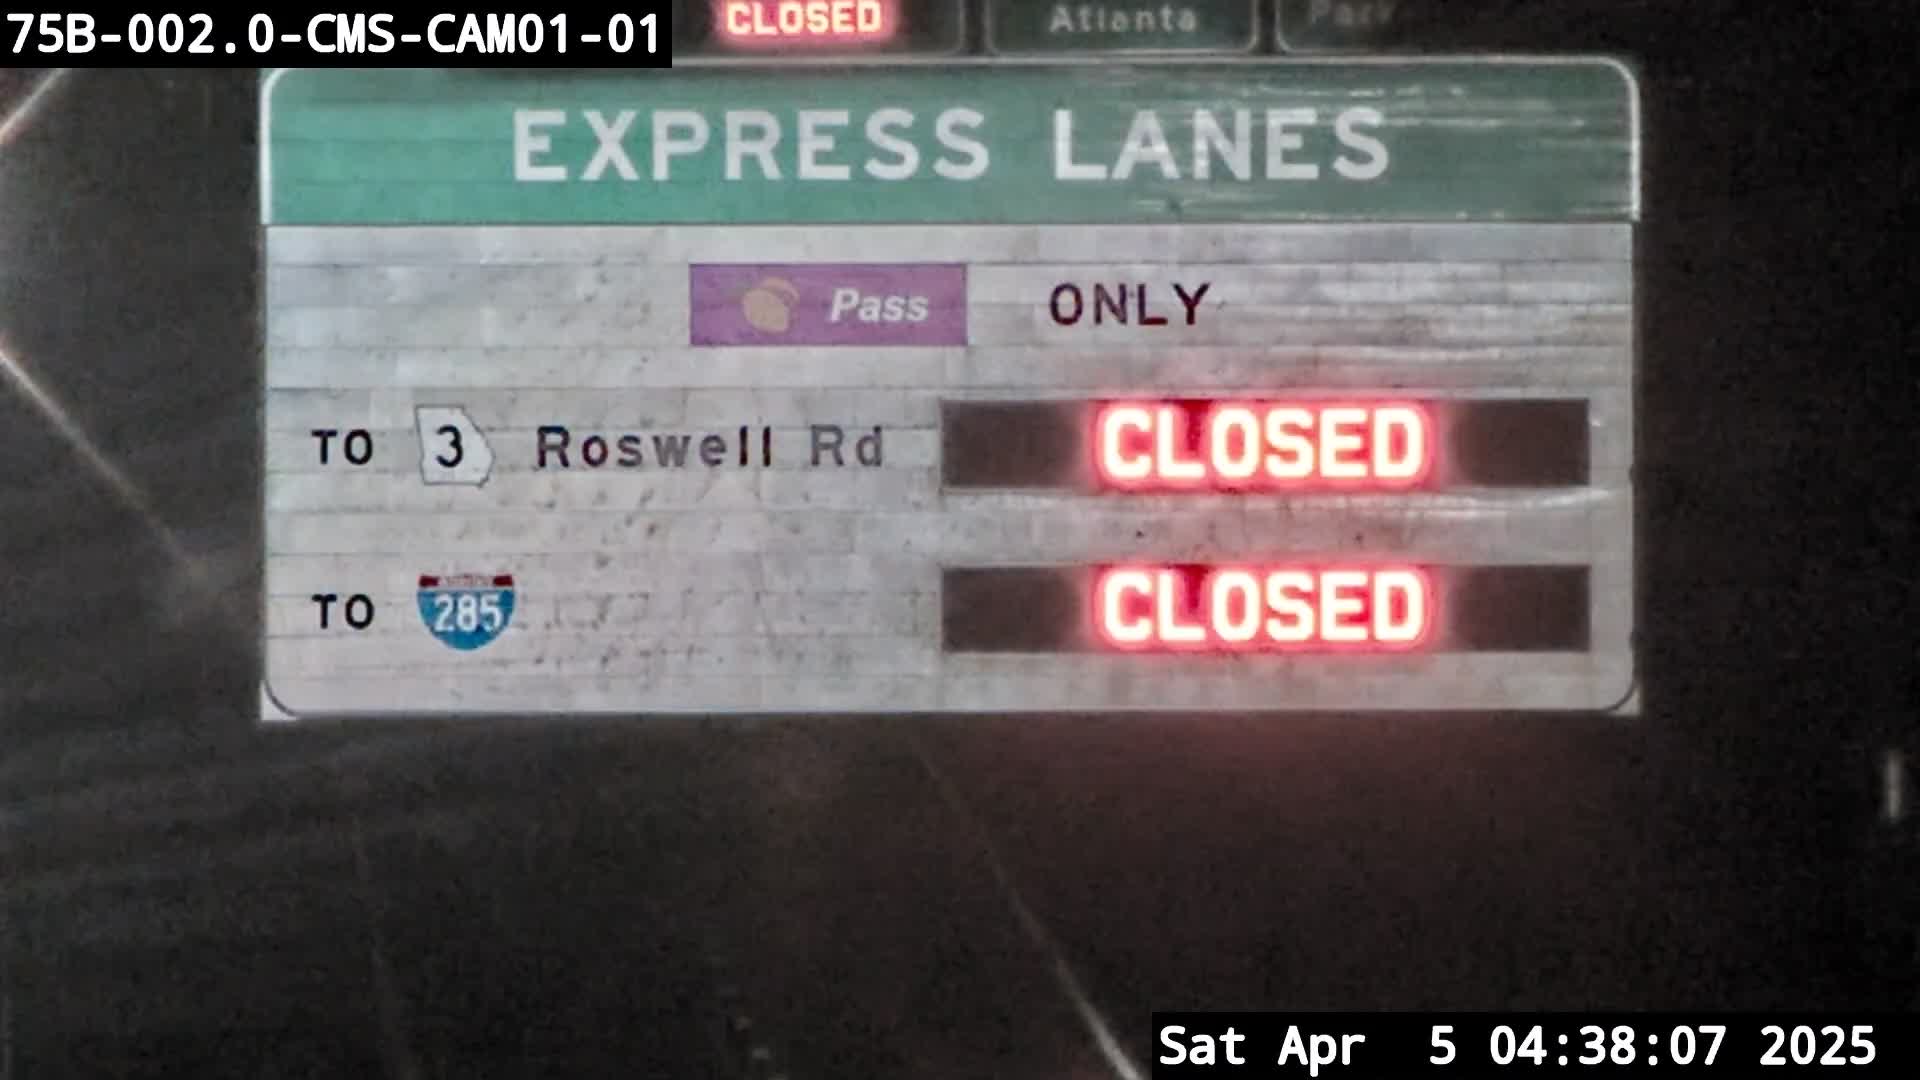 75B-002.0-CMS-CAM01-01
CLOSED
Atlanta
Park
EXPRESS LANES
Pass ONLY
TO 3 Roswell Rd CLOSED
TO 285 CLOSED
Sat Apr 5 04:38:07 2025